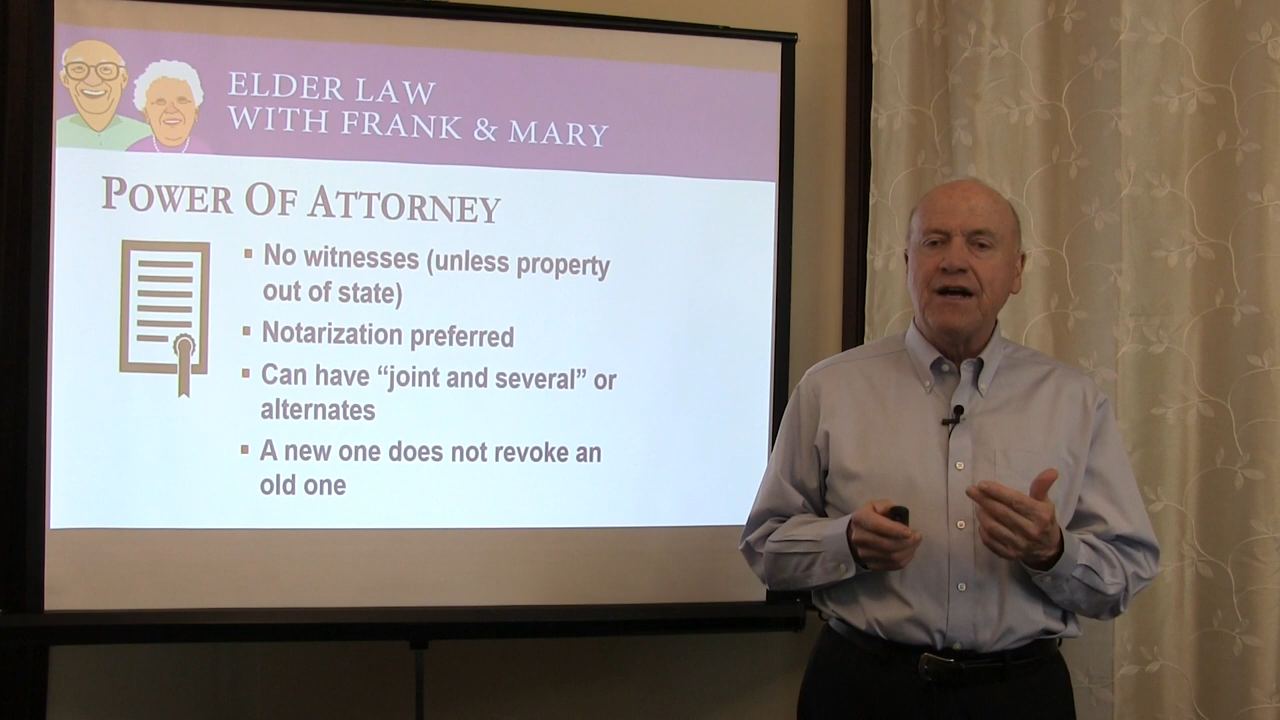 ELDER LAW
WITH FRANK & MARY
POWER OF ATTORNEY
▪ No witnesses (unless property
out of state)
▪ Notarization preferred
▪ Can have “joint and several” or
alternates
▪ A new one does not revoke an
old one